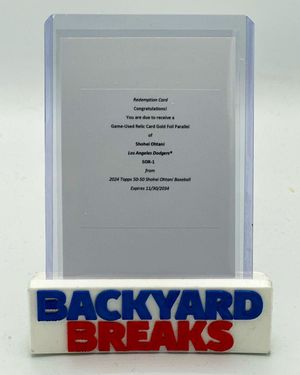 Redemption Card
Congratulations!
You are due to receive a
Game-Used Relic Card Gold Foil Parallel
of
Shohei Ohtani
Los Angeles Dodgers®
SOR-1
from
2024 Topps 50-50 Shohei Ohtani Baseball
Expires 11/30/2034
BACKYARD
BREAKS